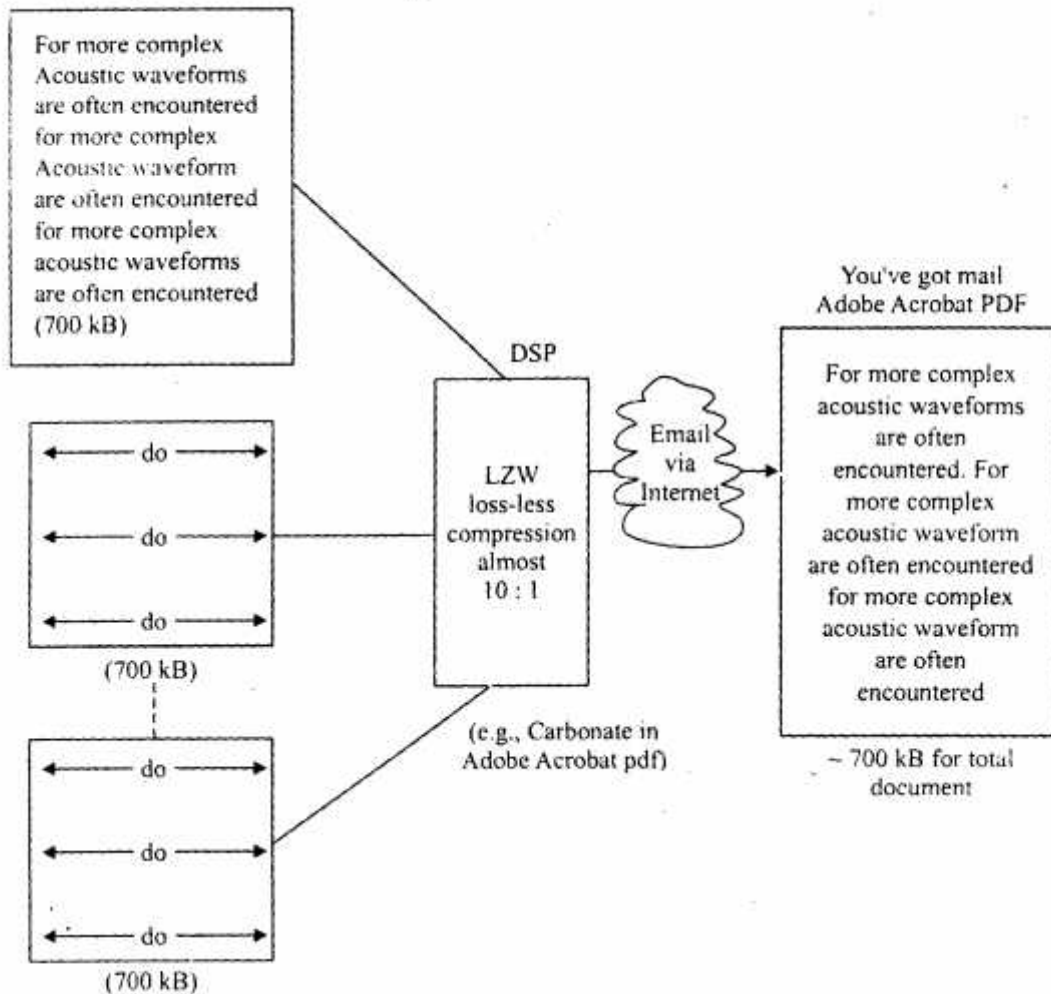 For more complex
Acoustic waveforms
are often encountered
for more complex
Acoustic waveform
are often encountered
for more complex
acoustic waveforms
are often encountered
(700 kB)
do
do
do
(700 kB)
do
do
do
(700 kB)
DSP
LZW
loss-less
compression
almost
10 : 1
(e.g., Carbonate in
Adobe Acrobat pdf)
Email
via
Internet
You've got mail
Adobe Acrobat PDF
For more complex
acoustic waveforms
are often
encountered. For
more complex
acoustic waveform
are often encountered
for more complex
acoustic waveform
are often
encountered
~ 700 kB for total
document